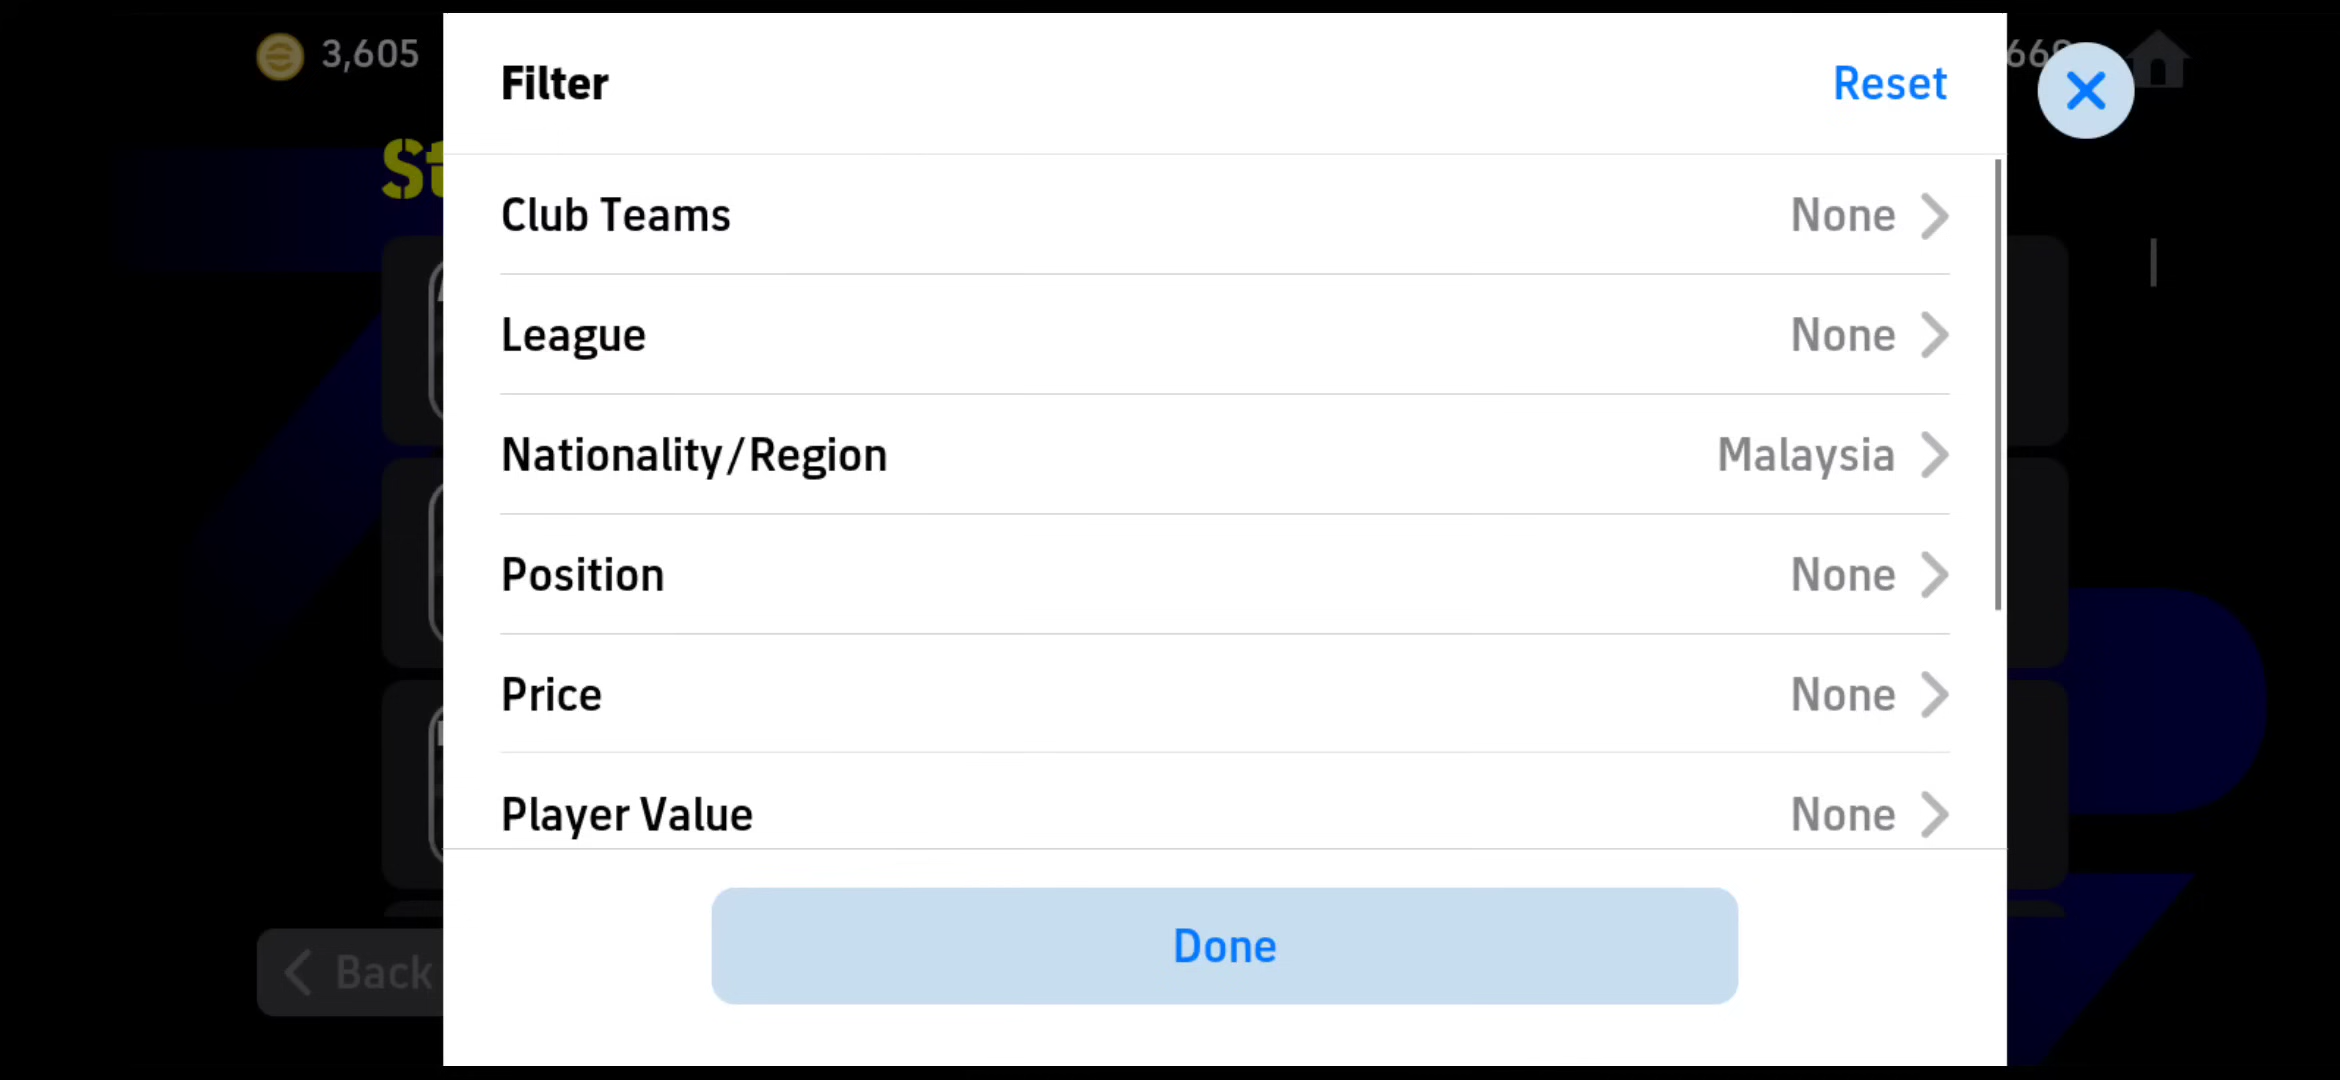 3,605
Filter
Reset
Club Teams None
League None
Nationality/Region Malaysia
Position None
Price None
Player Value None
Done
Back